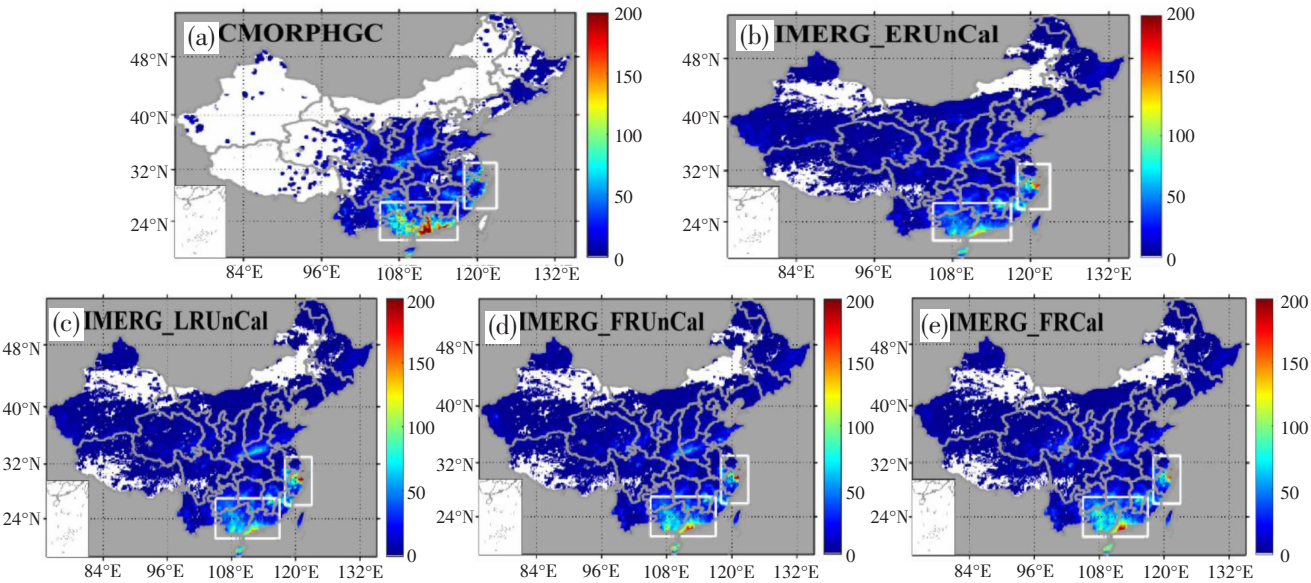 (a) CMORPHGC
48°N
40°N
32°N
24°N
84°E 96°E 108°E 120°E 132°E
200
150
100
50
0
(b) IMERG_ERUnCal
48°N
40°N
32°N
24°N
84°E 96°E 108°E 120°E 132°E
200
150
100
50
0
(c) IMERG_LRUnCal
48°N
40°N
32°N
24°N
84°E 96°E 108°E 120°E 132°E
200
150
100
50
0
(d) IMERG_FRUnCal
48°N
40°N
32°N
24°N
84°E 96°E 108°E 120°E 132°E
200
150
100
50
0
(e) IMERG_FRCal
48°N
40°N
32°N
24°N
84°E 96°E 108°E 120°E 132°E
200
150
100
50
0